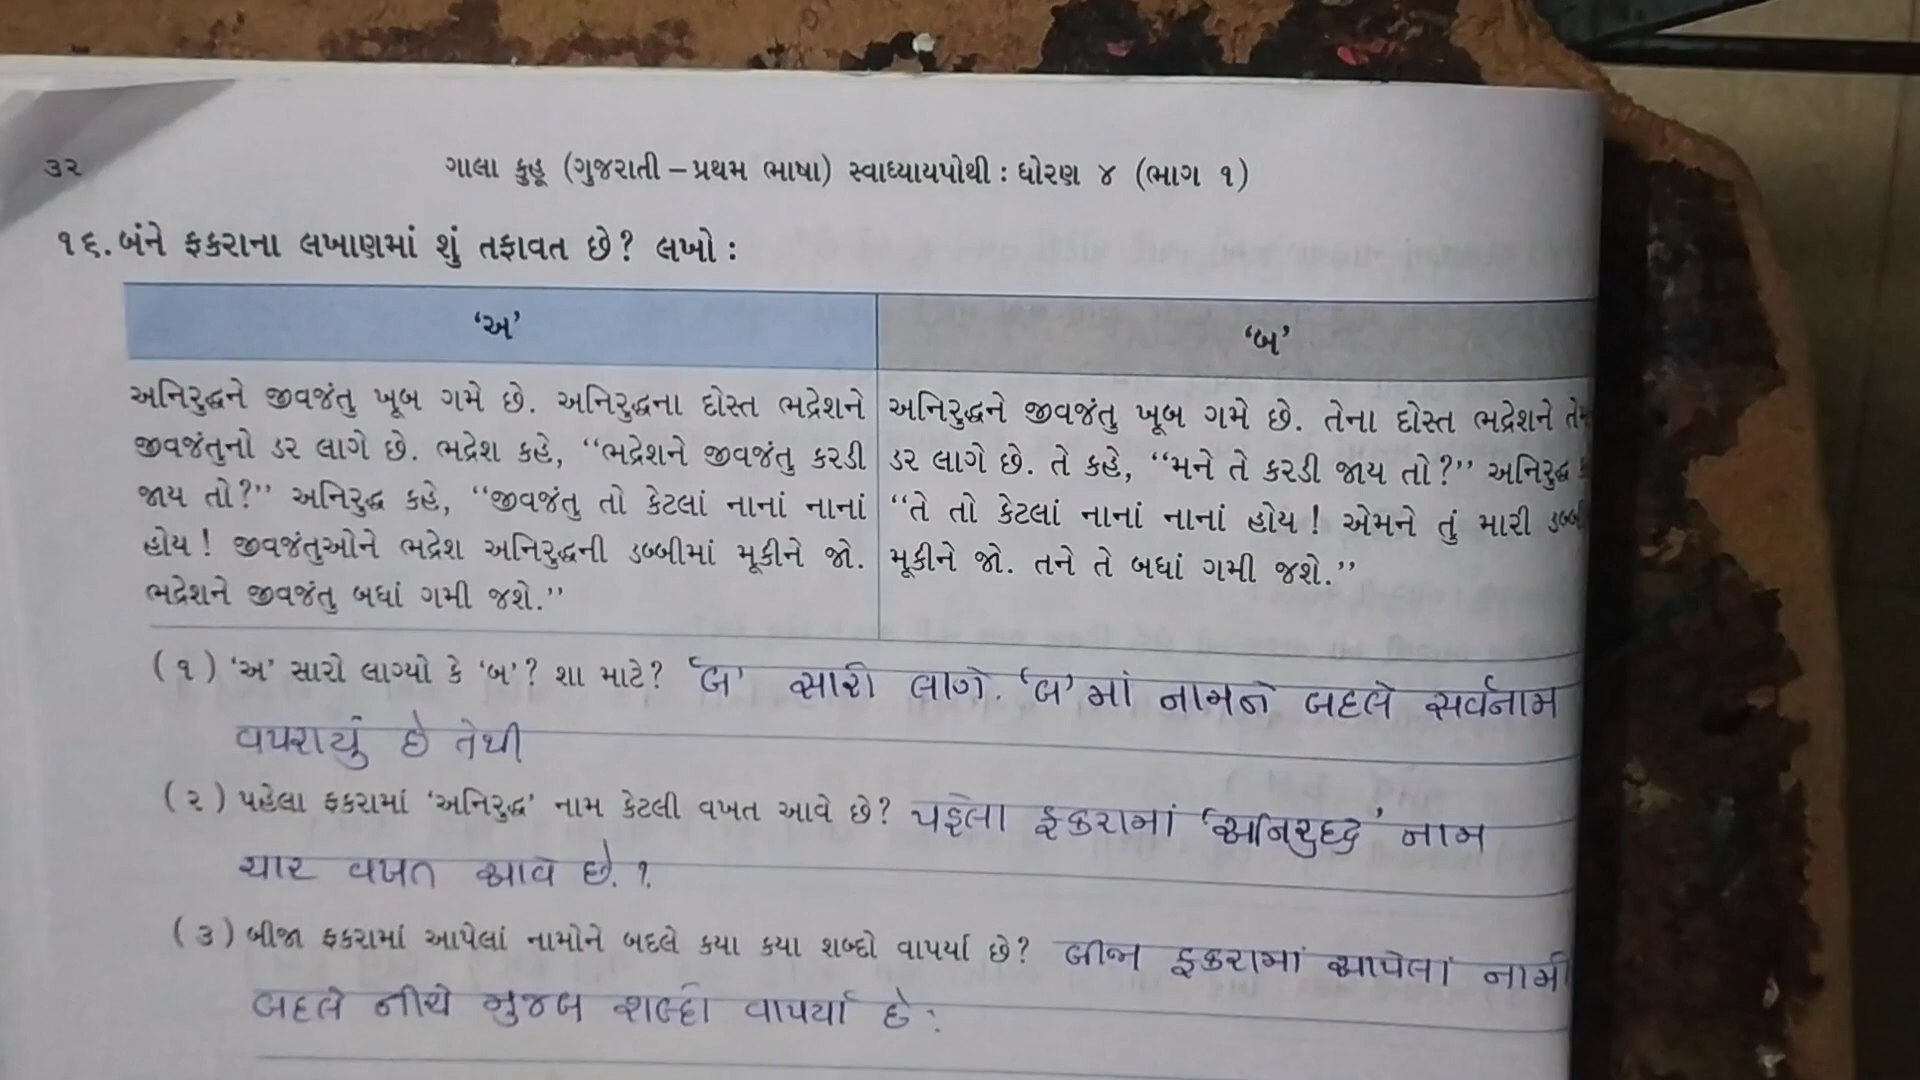 ૩૨
ગાલા કુહૂ (ગુજરાતી – પ્રથમ ભાષા) સ્વાધ્યાયપોથી : ધોરણ ૪ (ભાગ ૧)
૧૬. બંને ફકરાના લખાણમાં શું તફાવત છે? લખો :
‘અ’
અનિરુદ્ધને જીવજંતુ ખૂબ ગમે છે. અનિરુદ્ધના દોસ્ત ભદ્રેશને
જીવજંતુનો ડર લાગે છે. ભદ્રેશ કહે, “ભદ્રેશને જીવજંતુ કરડી
જાય તો?” અનિરુદ્ધ કહે, “જીવજંતુ તો કેટલાં નાનાં નાનાં
હોય! જીવજંતુઓને ભદ્રેશ અનિરુદ્ધની ડબ્બીમાં મૂકીને જો.
ભદ્રેશને જીવજંતુ બધાં ગમી જશે.”
‘બ’
અનિરુદ્ધને જીવજંતુ ખૂબ ગમે છે. તેના દોસ્ત ભદ્રેશને
ડર લાગે છે. તે કહે, “મને તે કરડી જાય તો?” અનિરુદ્ધ
“તે તો કેટલાં નાનાં નાનાં હોય! એમને તું મારી
મૂકીને જો. તને તે બધાં ગમી જશે.”
(૧) ‘અ’ સારો લાગ્યો કે ‘બ’? શા માટે? ‘બ’ સારો લાગે. ‘બ’માં નામને બદલે સર્વનામ
વપરાયું છે તેથી
(૨) પહેલા ફકરામાં ‘અનિરુદ્ધ’ નામ કેટલી વખત આવે છે? પહેલા ફકરામાં ‘અનિરુદ્ધ’ નામ
ચાર વખત આવે છે. ?.
(૩) બીજા ફકરામાં આપેલાં નામોને બદલે કયા કયા શબ્દો વાપર્યા છે? બીજા ફકરામાં આપેલાં
બદલે નીચે મુજબ શબ્દો વાપર્યા છે :